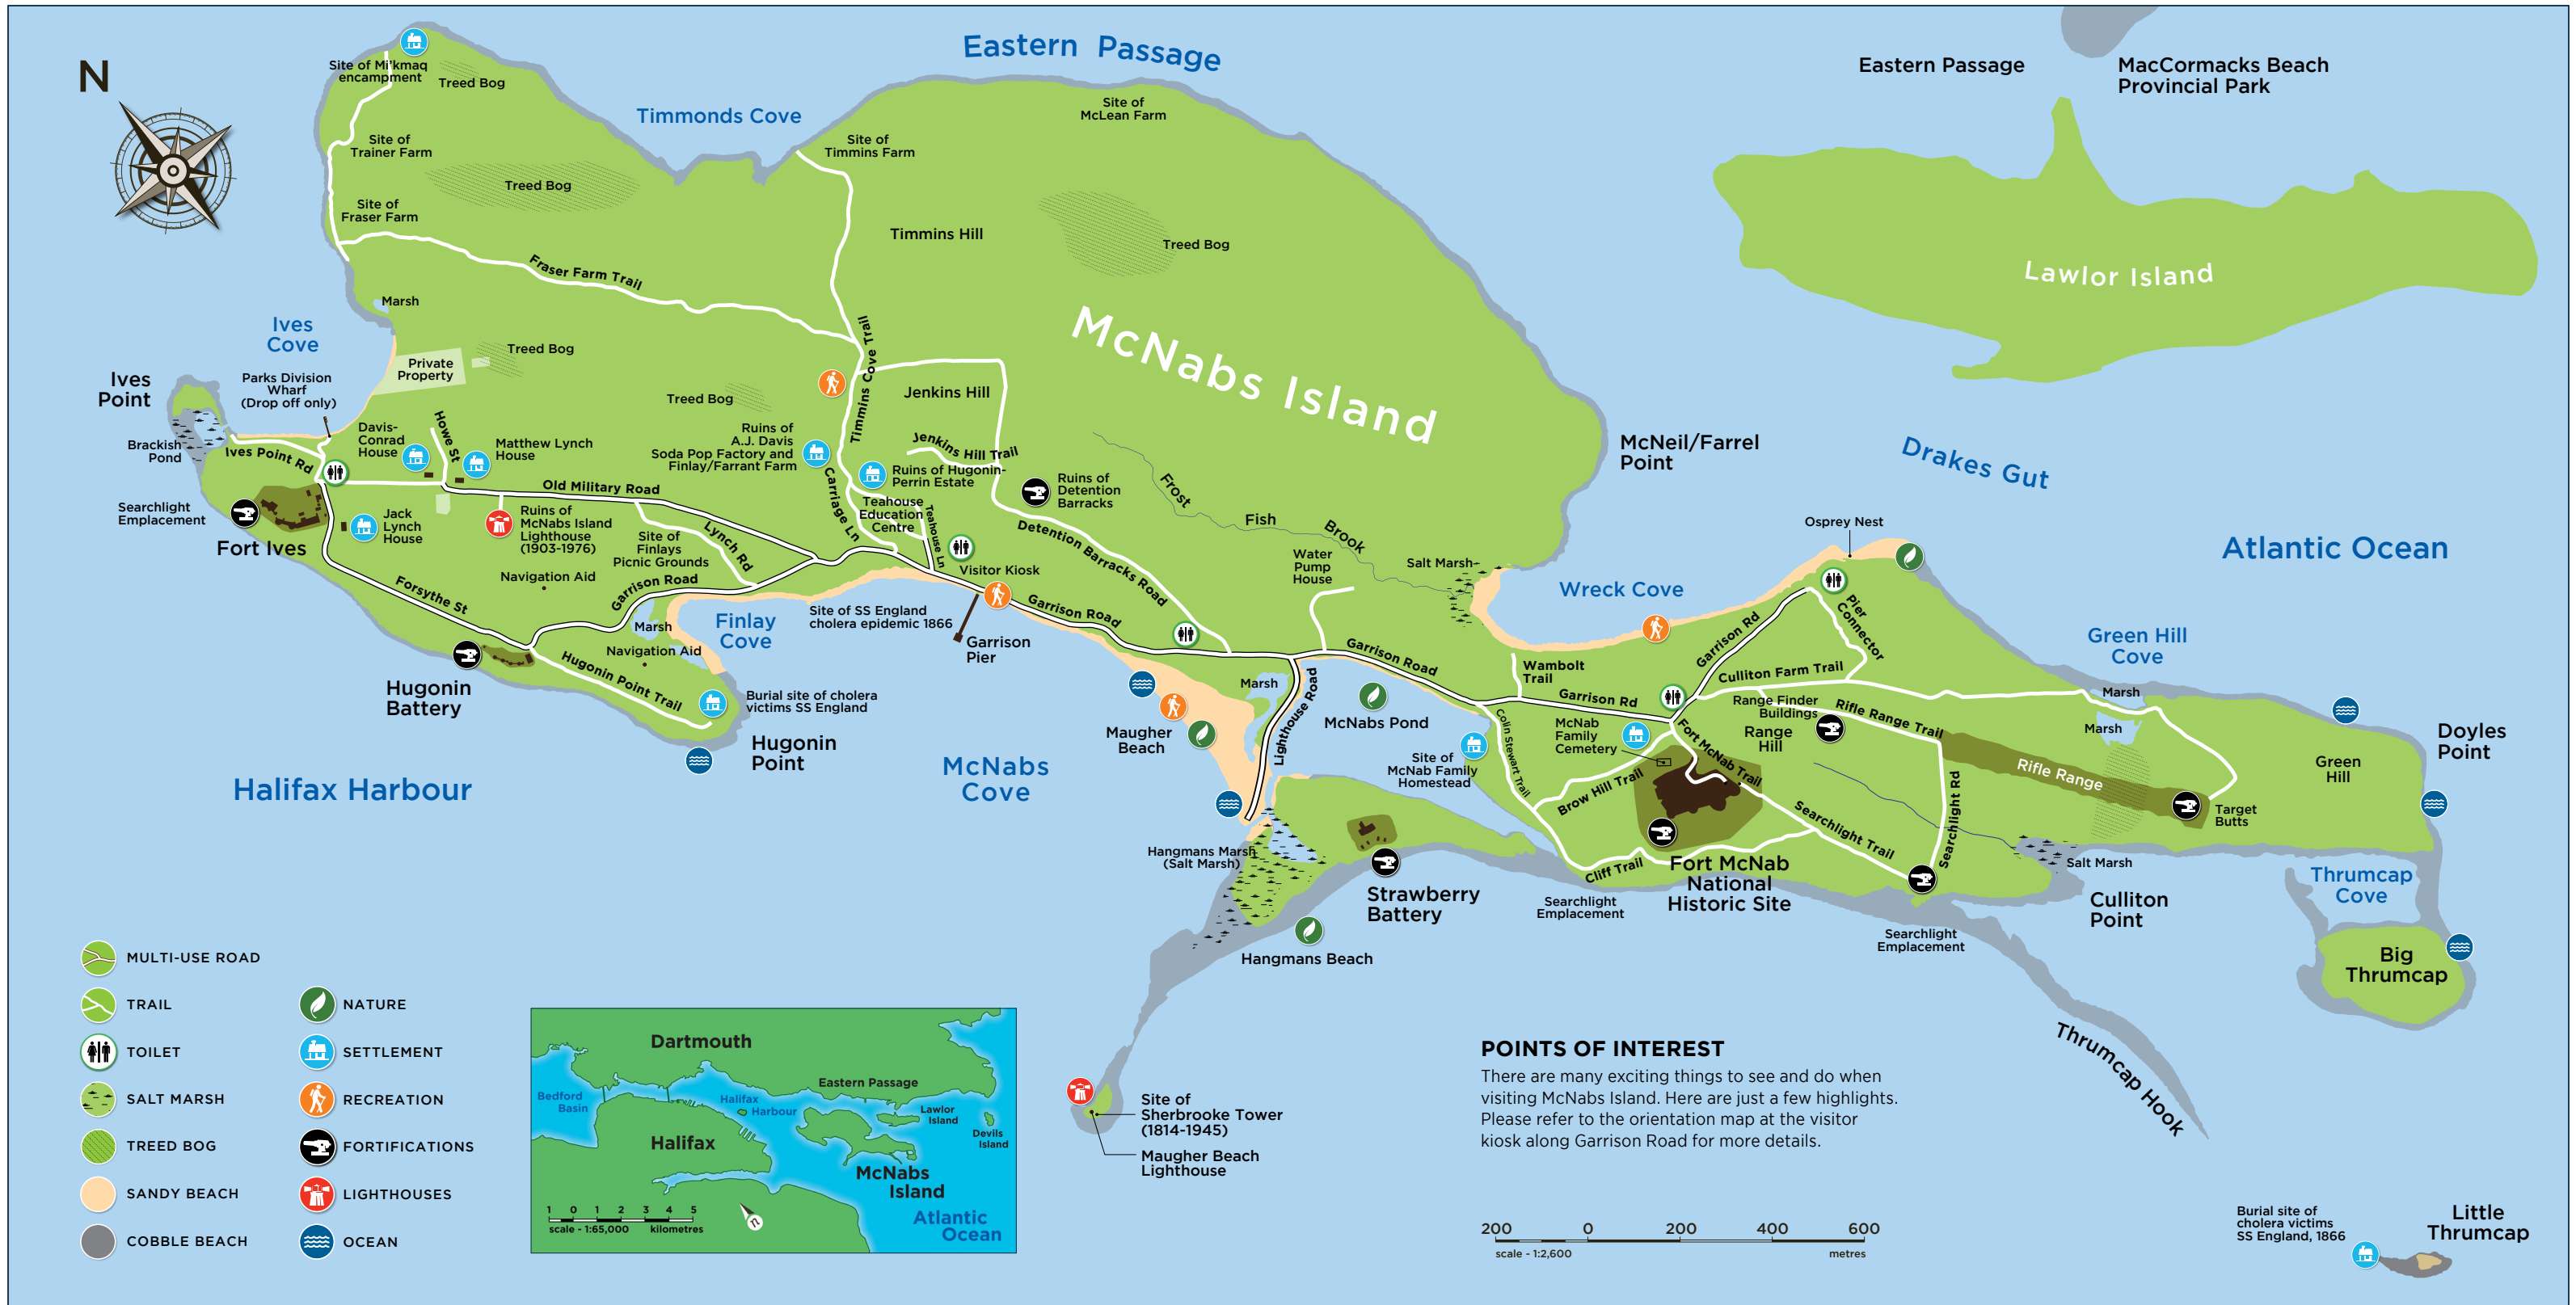 N
Eastern Passage
Timmonds Cove
Site of Mi'kmaq
encampment
Treed Bog
Site of
Trainer Farm
Treed Bog
Site of
Fraser Farm
Fraser Farm Trail
Site of
Timmins Farm
Site of
McLean Farm
Timmins Hill
Treed Bog
McNabs Island
Eastern Passage
MacCormacks Beach
Provincial Park
Lawlor Island
McNeil/Farrel
Point
Drakes Gut
Atlantic Ocean
Marsh
Ives
Cove
Private
Property
Treed Bog
Treed Bog
Ives
Point
Parks Division
Wharf
(Drop off only)
Brackish
Pond
Ives Point Rd
Davis-
Conrad
House
Howe St
Matthew Lynch
House
Ruins of
A.J. Davis
Soda Pop Factory and
Finlay/Farrant Farm
Timmins Cove Trail
Jenkins Hill
Jenkins Hill Trail
Ruins of Hugonin-
Perrin Estate
Carriage Ln
Teahouse
Education
Centre
Teahouse Ln
Ruins of
Detention
Barracks
Detention Barracks Road
Frost
Fish
Brook
Water
Pump
House
Salt Marsh
Searchlight
Emplacement
Fort Ives
Jack
Lynch
House
Old Military Road
Ruins of
McNabs Island
Lighthouse
(1903-1976)
Site of
Finlays
Picnic Grounds
Lynch Rd
Navigation Aid
Garrison Road
Forsythe St
Visitor Kiosk
Site of SS England
cholera epidemic 1866
Garrison
Pier
Garrison Road
Finlay
Cove
Marsh
Navigation Aid
Hugonin Point Trail
Hugonin
Battery
Burial site of cholera
victims SS England
Hugonin
Point
Halifax Harbour
McNabs
Cove
Maugher
Beach
Marsh
Lighthouse Road
Garrison Road
McNabs Pond
Wreck Cove
Osprey Nest
Wambolt
Trail
Garrison Rd
Garrison Rd
Pier
Connector
Culliton Farm Trail
Range Finder
Buildings
Range
Hill
Rifle Range Trail
Green Hill
Cove
Marsh
Marsh
Rifle Range
Green
Hill
Doyles
Point
Target
Butts
Colin Stewart Trail
Site of
McNab Family
Homestead
McNab
Family
Cemetery
Fort McNab Trail
Brow Hill Trail
Searchlight Trail
Searchlight Rd
Cliff Trail
Fort McNab
National
Historic Site
Hangmans Marsh
(Salt Marsh)
Strawberry
Battery
Hangmans Beach
Searchlight
Emplacement
Searchlight
Emplacement
Salt Marsh
Culliton
Point
Thrumcap
Cove
Big
Thrumcap
Thrumcap Hook
Site of
Sherbrooke Tower
(1814-1945)
Maugher Beach
Lighthouse
Burial site of
cholera victims
SS England, 1866
Little
Thrumcap
MULTI-USE ROAD
TRAIL
TOILET
SALT MARSH
TREED BOG
SANDY BEACH
COBBLE BEACH
NATURE
SETTLEMENT
RECREATION
FORTIFICATIONS
LIGHTHOUSES
OCEAN
Dartmouth
Eastern Passage
Bedford
Basin
Halifax
Harbour
Lawlor
Island
Devils
Island
Halifax
McNabs
Island
Atlantic
Ocean
1 0 1 2 3 4 5
scale - 1:65,000 kilometres
n
POINTS OF INTEREST
There are many exciting things to see and do when
visiting McNabs Island. Here are just a few highlights.
Please refer to the orientation map at the visitor
kiosk along Garrison Road for more details.
200 0 200 400 600
scale - 1:2,600 metres